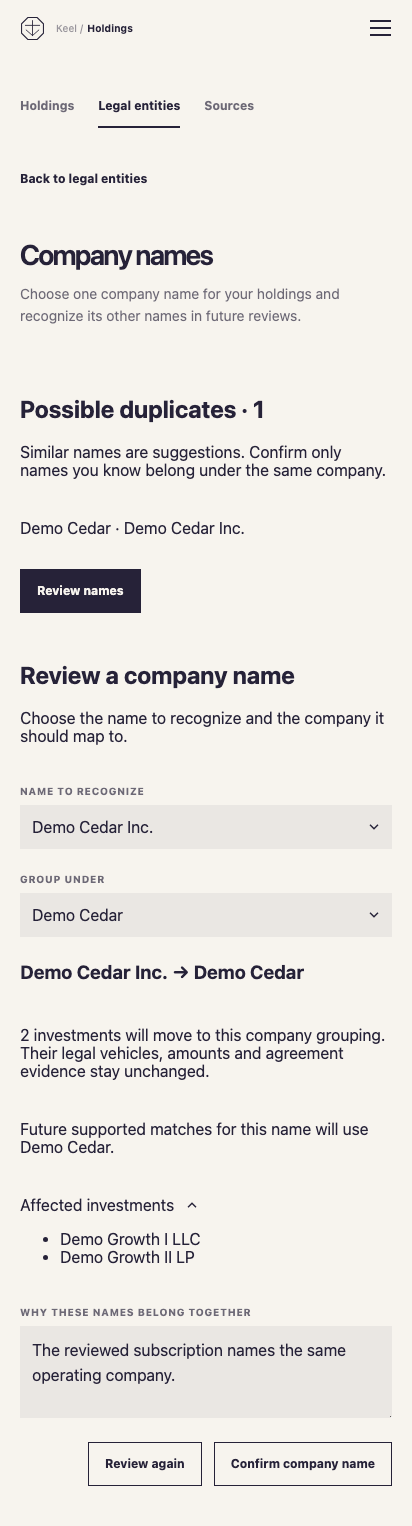 Keel / Holdings
Holdings Legal entities Sources
Back to legal entities
Company names
Choose one company name for your holdings and
recognize its other names in future reviews.
Possible duplicates · 1
Similar names are suggestions. Confirm only
names you know belong under the same company.
Demo Cedar · Demo Cedar Inc.
Review names
Review a company name
Choose the name to recognize and the company it
should map to.
NAME TO RECOGNIZE
Demo Cedar Inc.
GROUP UNDER
Demo Cedar
Demo Cedar Inc. → Demo Cedar
2 investments will move to this company grouping.
Their legal vehicles, amounts and agreement
evidence stay unchanged.
Future supported matches for this name will use
Demo Cedar.
Affected investments
• Demo Growth I LLC
• Demo Growth II LP
WHY THESE NAMES BELONG TOGETHER
The reviewed subscription names the same
operating company.
Review again Confirm company name